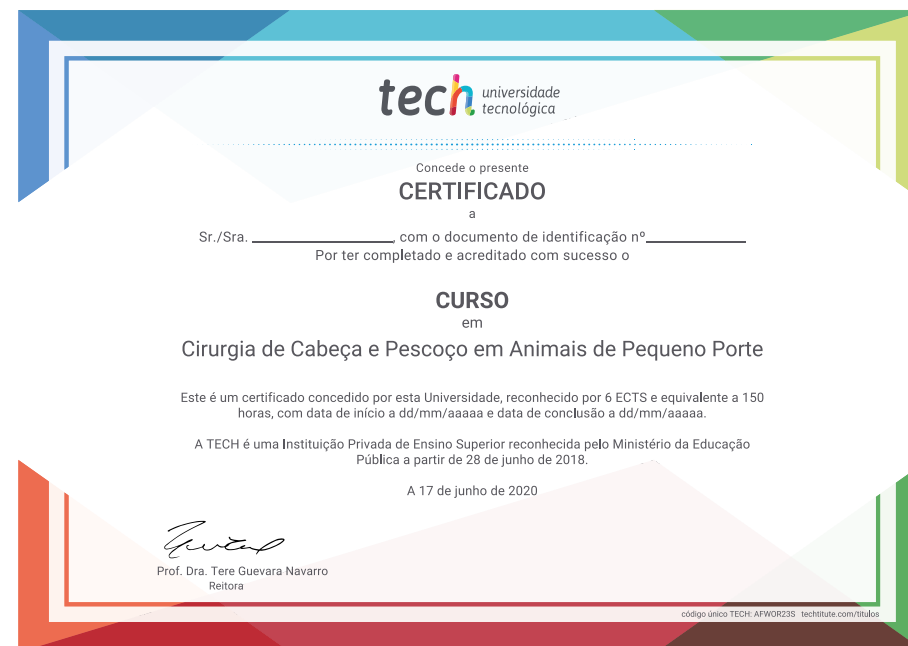 tech universidade
tecnológica
Concede o presente
CERTIFICADO
a
Sr./Sra. ____________________, com o documento de identificação nº______________
Por ter completado e acreditado com sucesso o
CURSO
em
Cirurgia de Cabeça e Pescoço em Animais de Pequeno Porte
Este é um certificado concedido por esta Universidade, reconhecido por 6 ECTS e equivalente a 150
horas, com data de início a dd/mm/aaaaa e data de conclusão a dd/mm/aaaaa.
A TECH é uma Instituição Privada de Ensino Superior reconhecida pelo Ministério da Educação
Pública a partir de 28 de junho de 2018.
A 17 de junho de 2020
Prof. Dra. Tere Guevara Navarro
Reitora
código único TECH: AFWOR23S techtitute.com/titulos